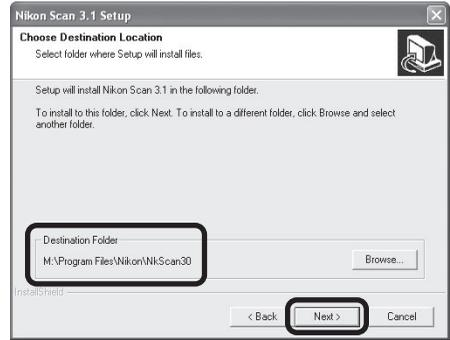 Nikon Scan 3.1 Setup
Choose Destination Location
Select folder where Setup will install files.
Setup will install Nikon Scan 3.1 in the following folder.
To install to this folder, click Next. To install to a different folder, click Browse and select
another folder.
Destination Folder
M:\Program Files\Nikon\NkScan30
Browse...
InstallShield
< Back
Next >
Cancel